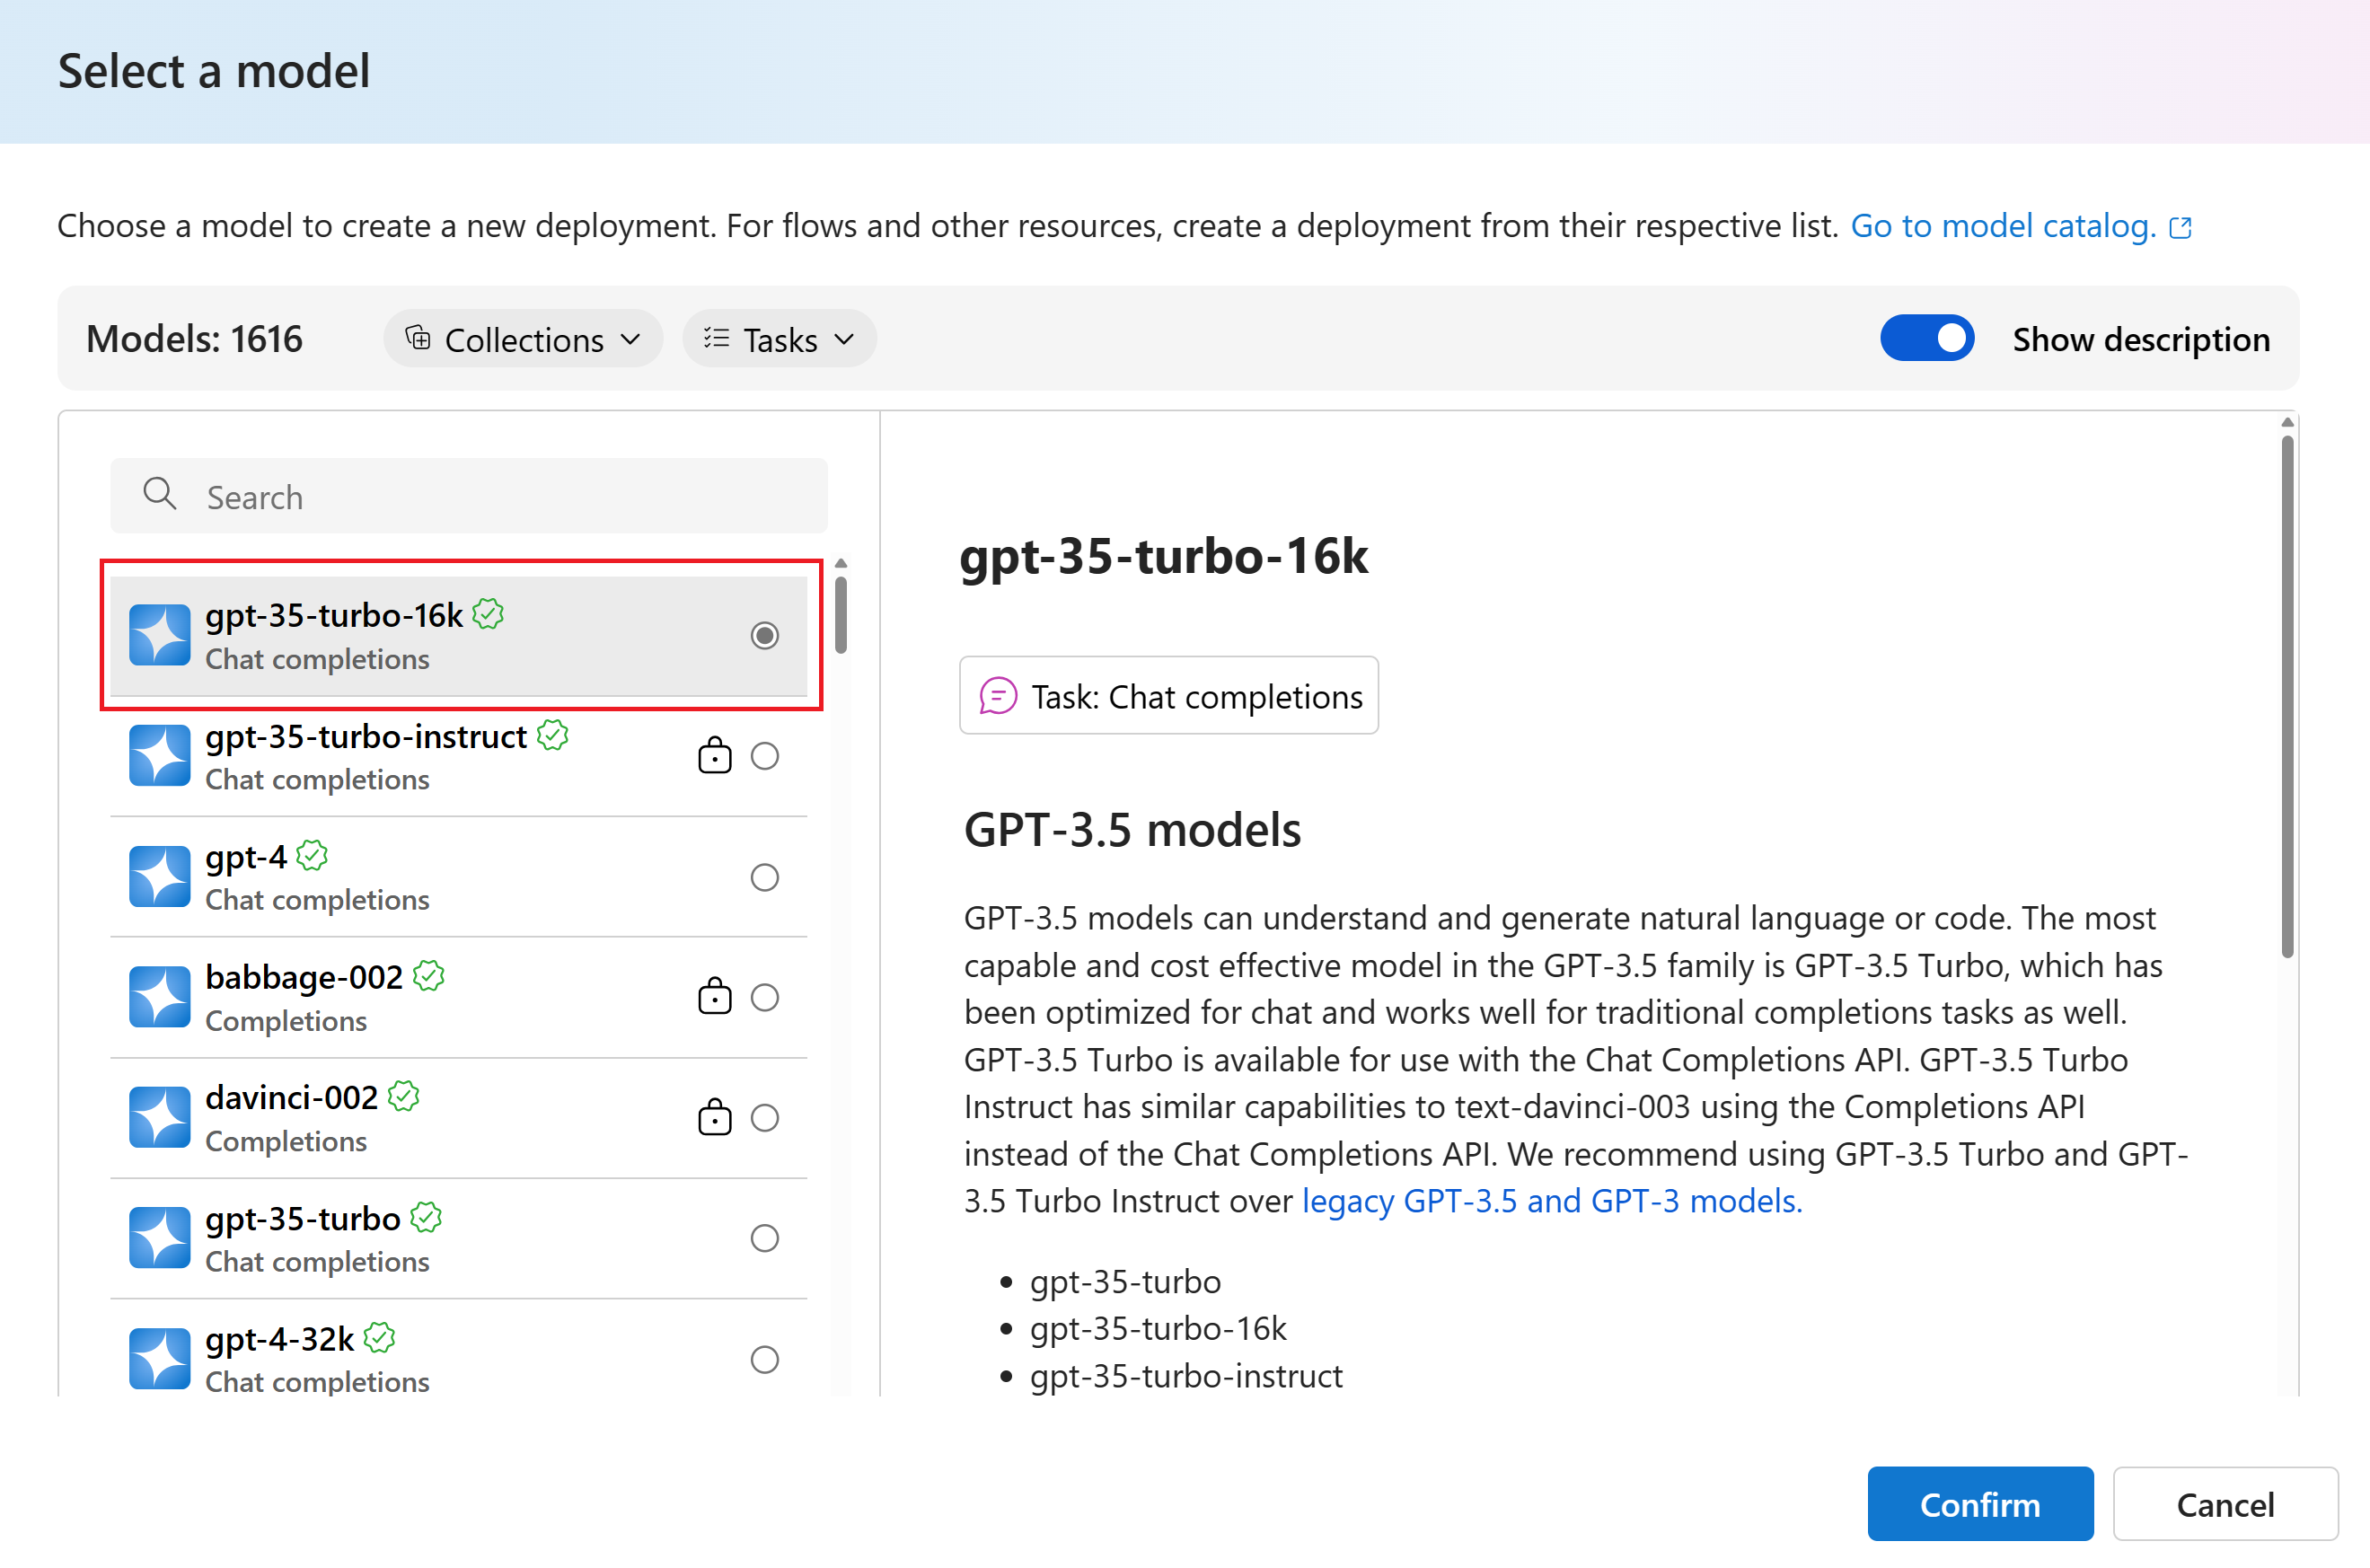 Select a model
Choose a model to create a new deployment. For flows and other resources, create a deployment from their respective list. Go to model catalog.
Models: 1616
Collections
Tasks
Show description
Search
gpt-35-turbo-16k
Chat completions
gpt-35-turbo-instruct
Chat completions
gpt-4
Chat completions
babbage-002
Completions
davinci-002
Completions
gpt-35-turbo
Chat completions
gpt-4-32k
Chat completions
gpt-35-turbo-16k
Task: Chat completions
GPT-3.5 models
GPT-3.5 models can understand and generate natural language or code. The most
capable and cost effective model in the GPT-3.5 family is GPT-3.5 Turbo, which has
been optimized for chat and works well for traditional completions tasks as well.
GPT-3.5 Turbo is available for use with the Chat Completions API. GPT-3.5 Turbo
Instruct has similar capabilities to text-davinci-003 using the Completions API
instead of the Chat Completions API. We recommend using GPT-3.5 Turbo and GPT-
3.5 Turbo Instruct over legacy GPT-3.5 and GPT-3 models.
• gpt-35-turbo
• gpt-35-turbo-16k
• gpt-35-turbo-instruct
Confirm
Cancel